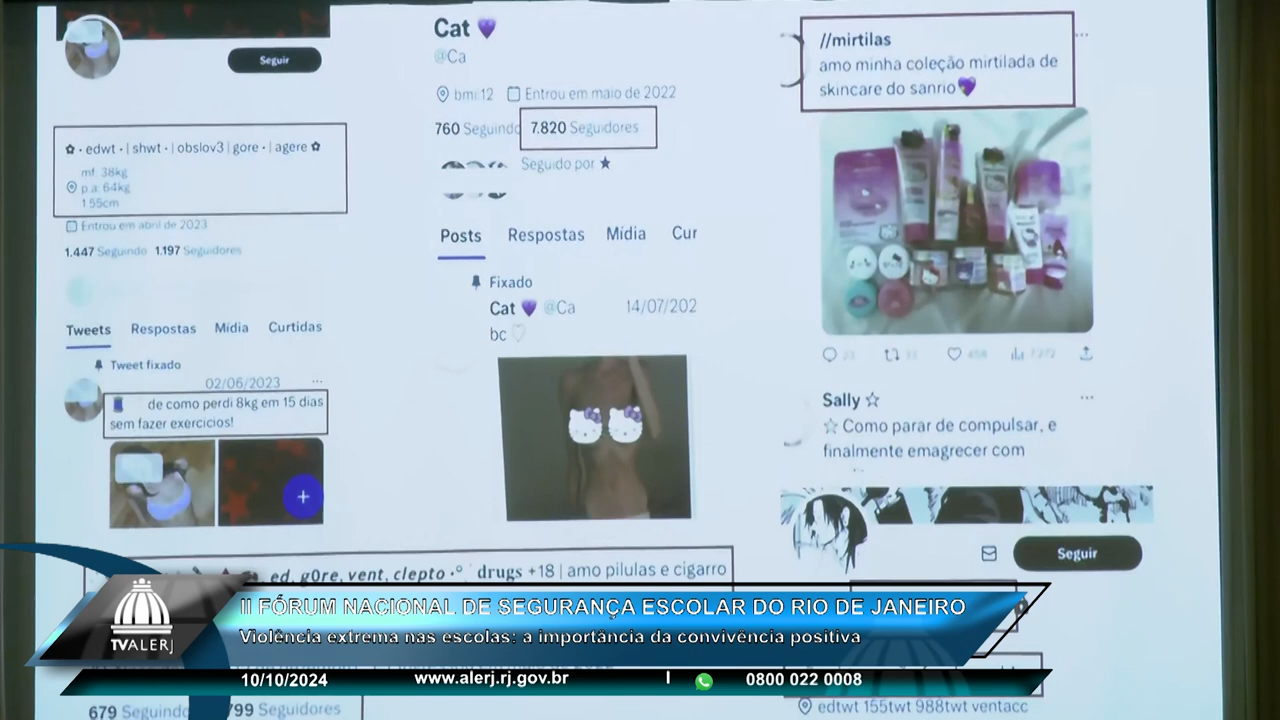 Seguir
✿ • edwt • | shwt • | obslov3 | gore • | agere ✿
mf: 38kg
p.a: 64kg
1.55cm
Entrou em abril de 2023
1.447 Seguindo 1.197 Seguidores
Tweets Respostas Mídia Curtidas
Tweet fixado
02/06/2023 ...
de como perdi 8kg em 15 dias
sem fazer exercícios!
Cat 💜
@Ca
bmi:12 Entrou em maio de 2022
760 Seguindo 7.820 Seguidores
Seguido por ★
Posts Respostas Mídia Cur
Fixado
Cat 💜 @Ca 14/07/202
bc ♡
//mirtilas
amo minha coleção mirtilada de
skincare do sanrio💜
Sally ☆ ...
☆ Como parar de compulsar, e
finalmente emagrecer com
Seguir
ed, g0re, vent, clepto •° drugs +18 | amo pilulas e cigarro
II FÓRUM NACIONAL DE SEGURANÇA ESCOLAR DO RIO DE JANEIRO
Violência extrema nas escolas: a importância da convivência positiva
TVALERJ
10/10/2024 www.alerj.rj.gov.br | 0800 022 0008
679 Seguindo 799 Seguidores
edtwt 155twt 988twt ventacc